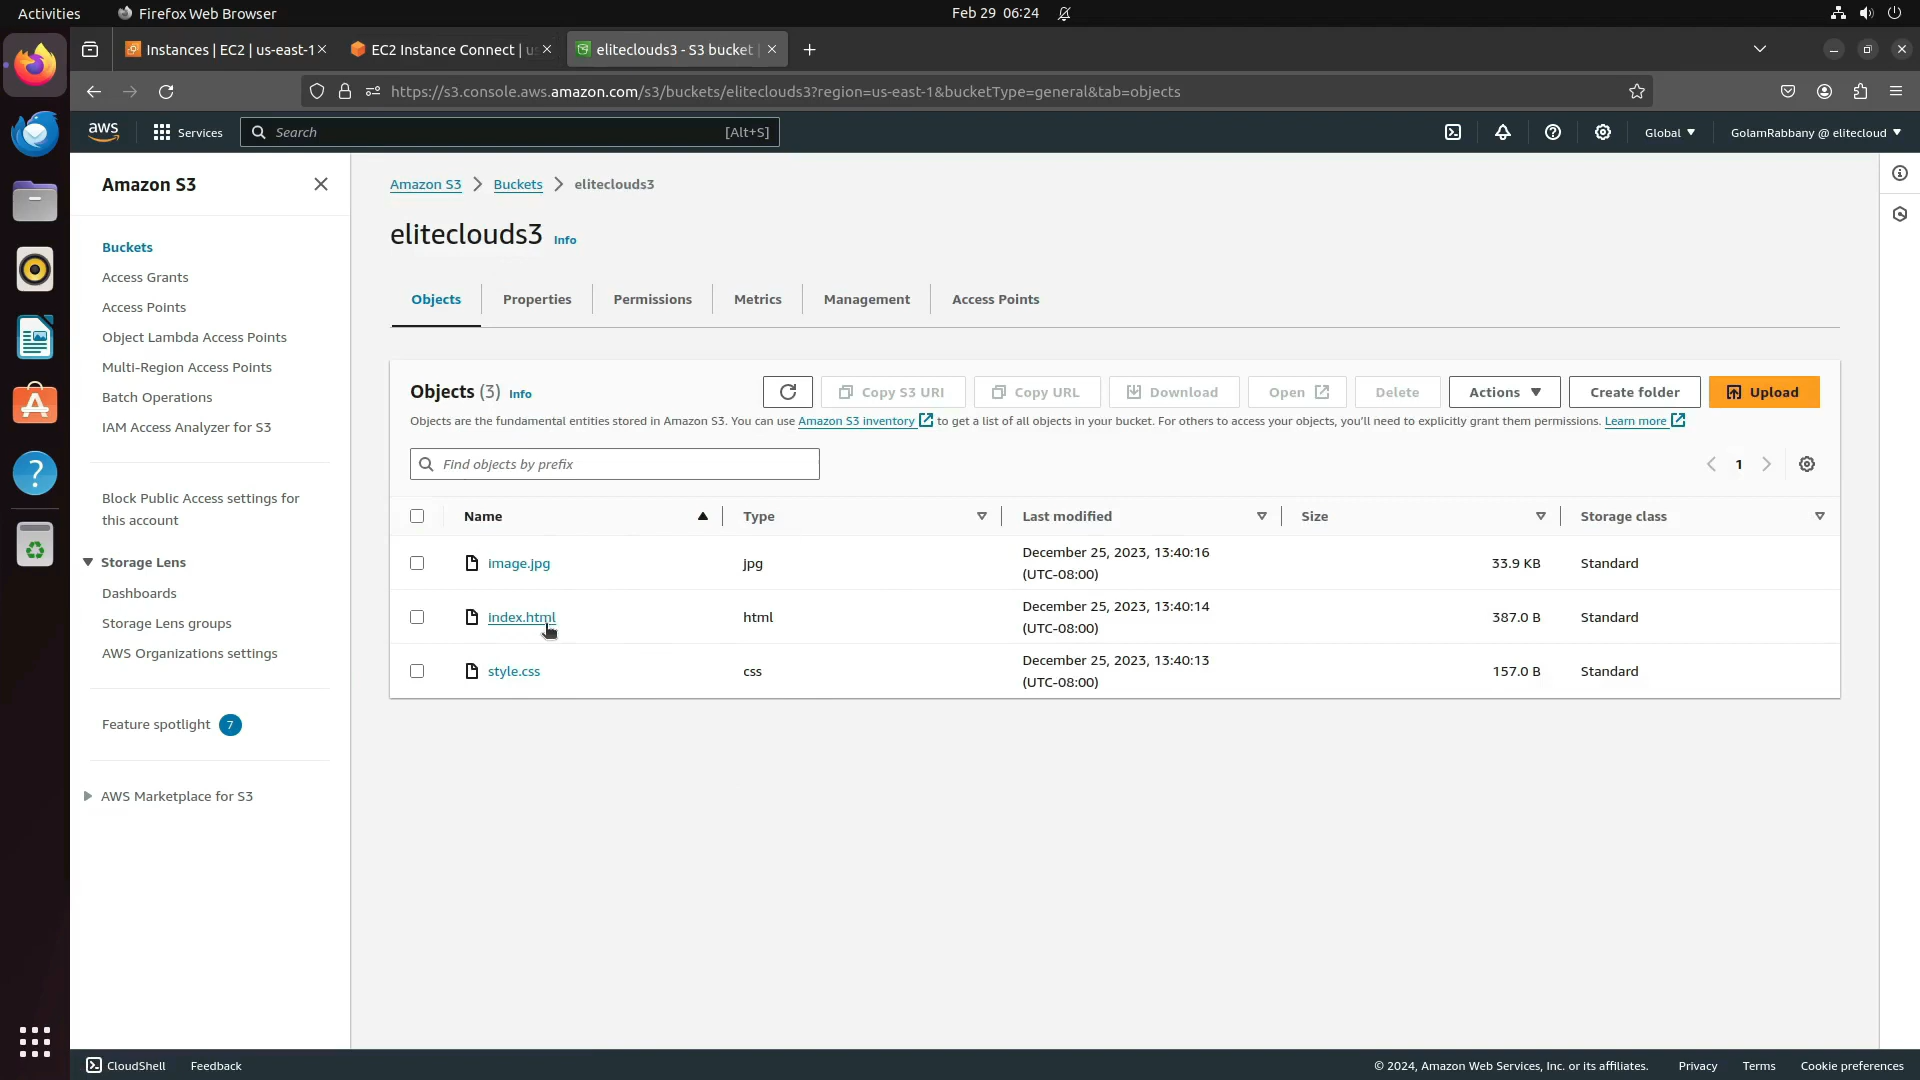 Activities
Firefox Web Browser
Feb 29 06:24
Instances | EC2 | us-east-1
EC2 Instance Connect | us
eliteclouds3 - S3 bucket |
https://s3.console.aws.amazon.com/s3/buckets/eliteclouds3?region=us-east-1&bucketType=general&tab=objects
aws
Services
Search
[Alt+S]
Global
GolamRabbany @ elitecloud
Amazon S3
Buckets
Access Grants
Access Points
Object Lambda Access Points
Multi-Region Access Points
Batch Operations
IAM Access Analyzer for S3
Block Public Access settings for
this account
Storage Lens
Dashboards
Storage Lens groups
AWS Organizations settings
Feature spotlight 7
AWS Marketplace for S3
Amazon S3
Buckets
eliteclouds3
eliteclouds3 Info
Objects
Properties
Permissions
Metrics
Management
Access Points
Objects (3) Info
Copy S3 URI
Copy URL
Download
Open
Delete
Actions
Create folder
Upload
Objects are the fundamental entities stored in Amazon S3. You can use Amazon S3 inventory to get a list of all objects in your bucket. For others to access your objects, you'll need to explicitly grant them permissions. Learn more
Find objects by prefix
1
Name
Type
Last modified
Size
Storage class
image.jpg
jpg
December 25, 2023, 13:40:16
(UTC-08:00)
33.9 KB
Standard
index.html
html
December 25, 2023, 13:40:14
(UTC-08:00)
387.0 B
Standard
style.css
css
December 25, 2023, 13:40:13
(UTC-08:00)
157.0 B
Standard
CloudShell
Feedback
© 2024, Amazon Web Services, Inc. or its affiliates.
Privacy
Terms
Cookie preferences